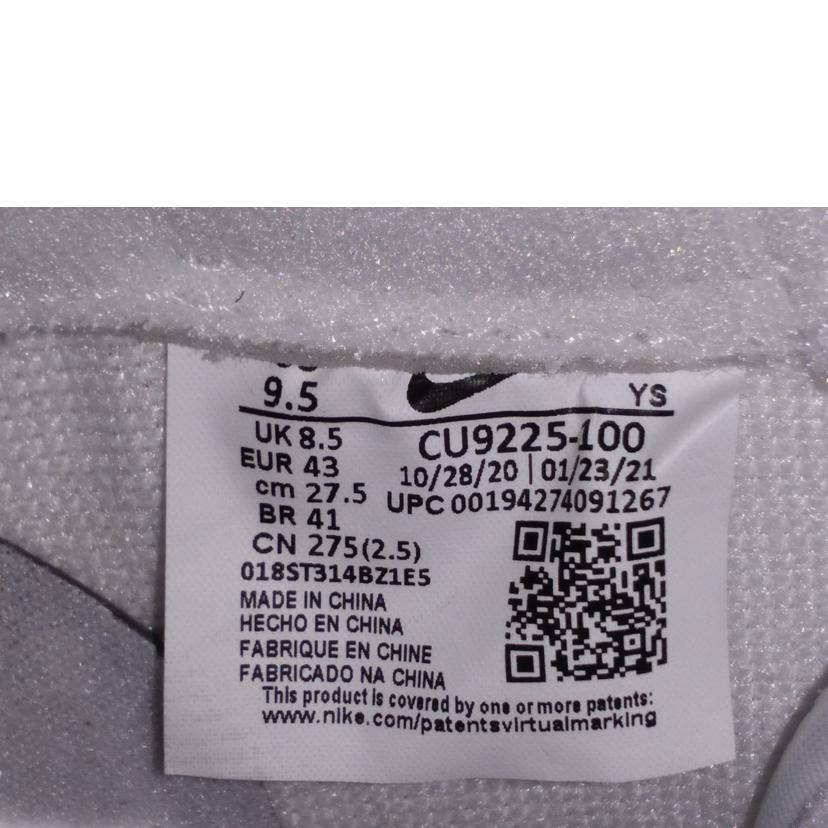 9.5
YS
UK 8.5
EUR 43
cm 27.5
BR 41
CN 275(2.5)
CU9225-100
10/28/20 | 01/23/21
UPC 00194274091267
018ST314BZ1E5
MADE IN CHINA
HECHO EN CHINA
FABRIQUE EN CHINE
FABRICADO NA CHINA
This product is covered by one or more patents:
www.nike.com/patentsvirtualmarking